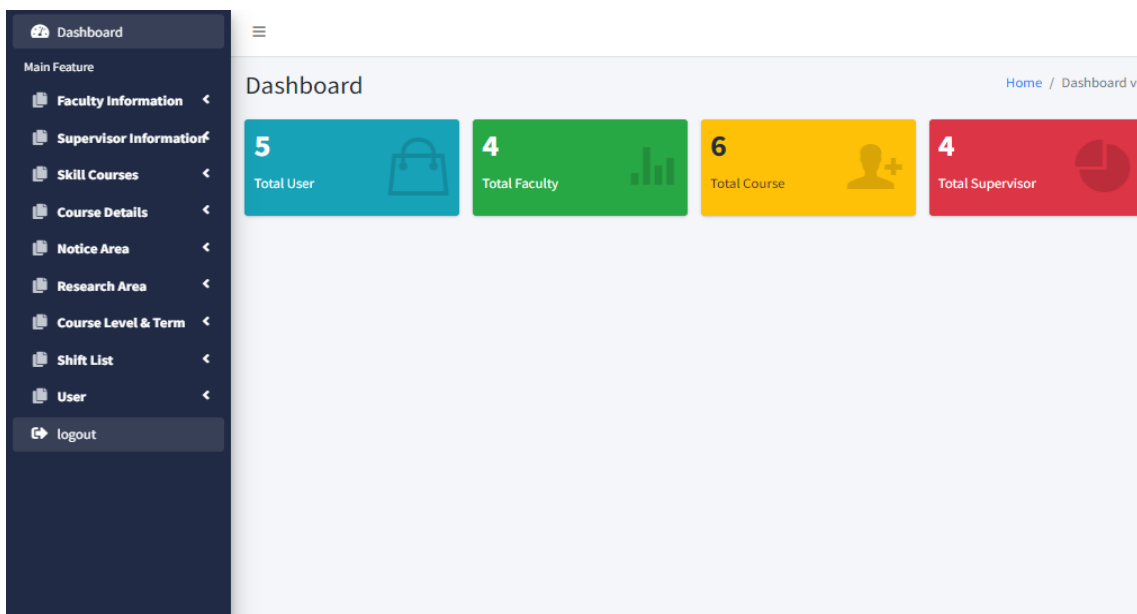 Dashboard
Main Feature
Faculty Information
Supervisor Information
Skill Courses
Course Details
Notice Area
Research Area
Course Level & Term
Shift List
User
logout
Dashboard
Home / Dashboard v
5
Total User
4
Total Faculty
6
Total Course
4
Total Supervisor